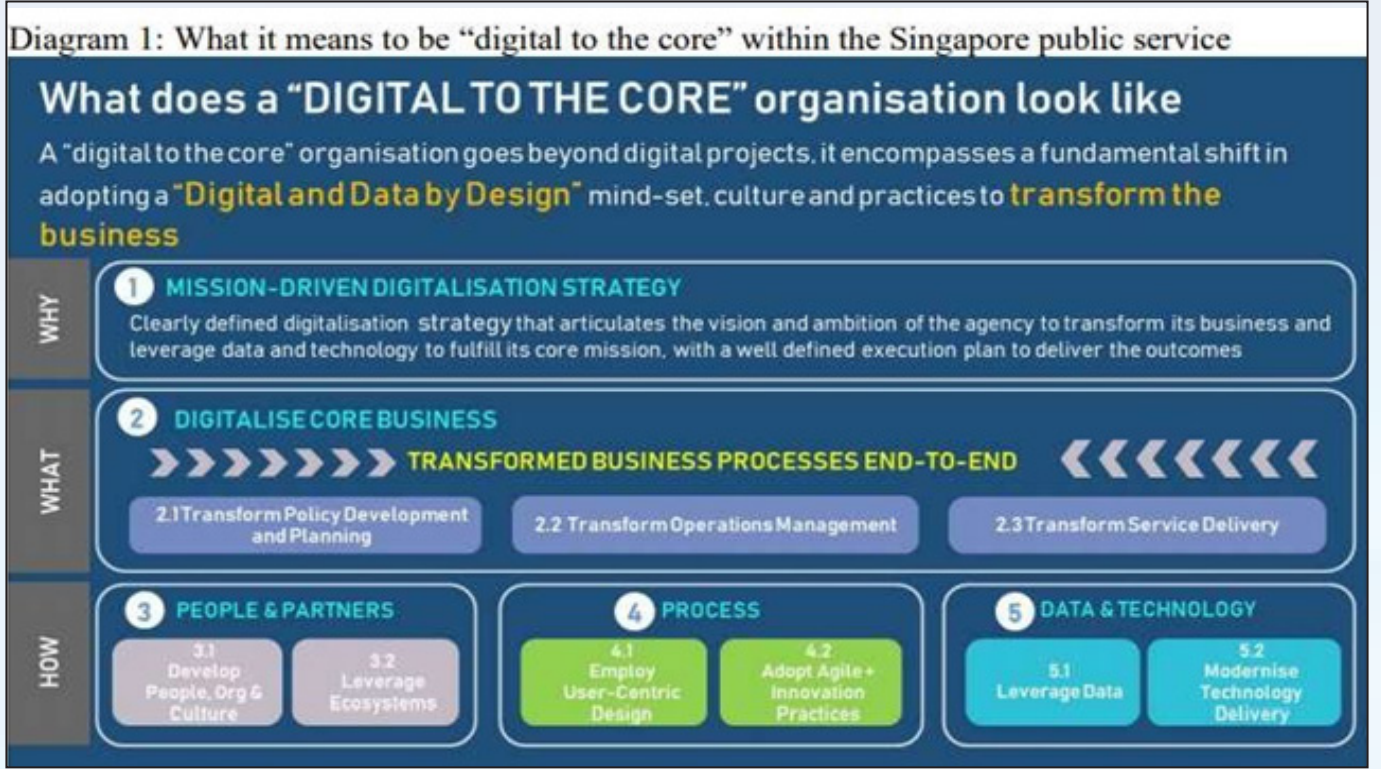 Diagram 1: What it means to be “digital to the core” within the Singapore public service
What does a “DIGITAL TO THE CORE” organisation look like
A “digital to the core” organisation goes beyond digital projects, it encompasses a fundamental shift in
adopting a “Digital and Data by Design” mind-set, culture and practices to transform the
business
WHY
1 MISSION-DRIVEN DIGITALISATION STRATEGY
Clearly defined digitalisation strategy that articulates the vision and ambition of the agency to transform its business and
leverage data and technology to fulfill its core mission, with a well defined execution plan to deliver the outcomes
WHAT
2 DIGITALISE CORE BUSINESS
TRANSFORMED BUSINESS PROCESSES END-TO-END
2.1 Transform Policy Development
and Planning
2.2 Transform Operations Management
2.3 Transform Service Delivery
HOW
3 PEOPLE & PARTNERS
3.1
Develop
People, Org &
Culture
3.2
Leverage
Ecosystems
4 PROCESS
4.1
Employ
User-Centric
Design
4.2
Adopt Agile+
Innovation
Practices
5 DATA & TECHNOLOGY
5.1
Leverage Data
5.2
Modernise
Technology
Delivery